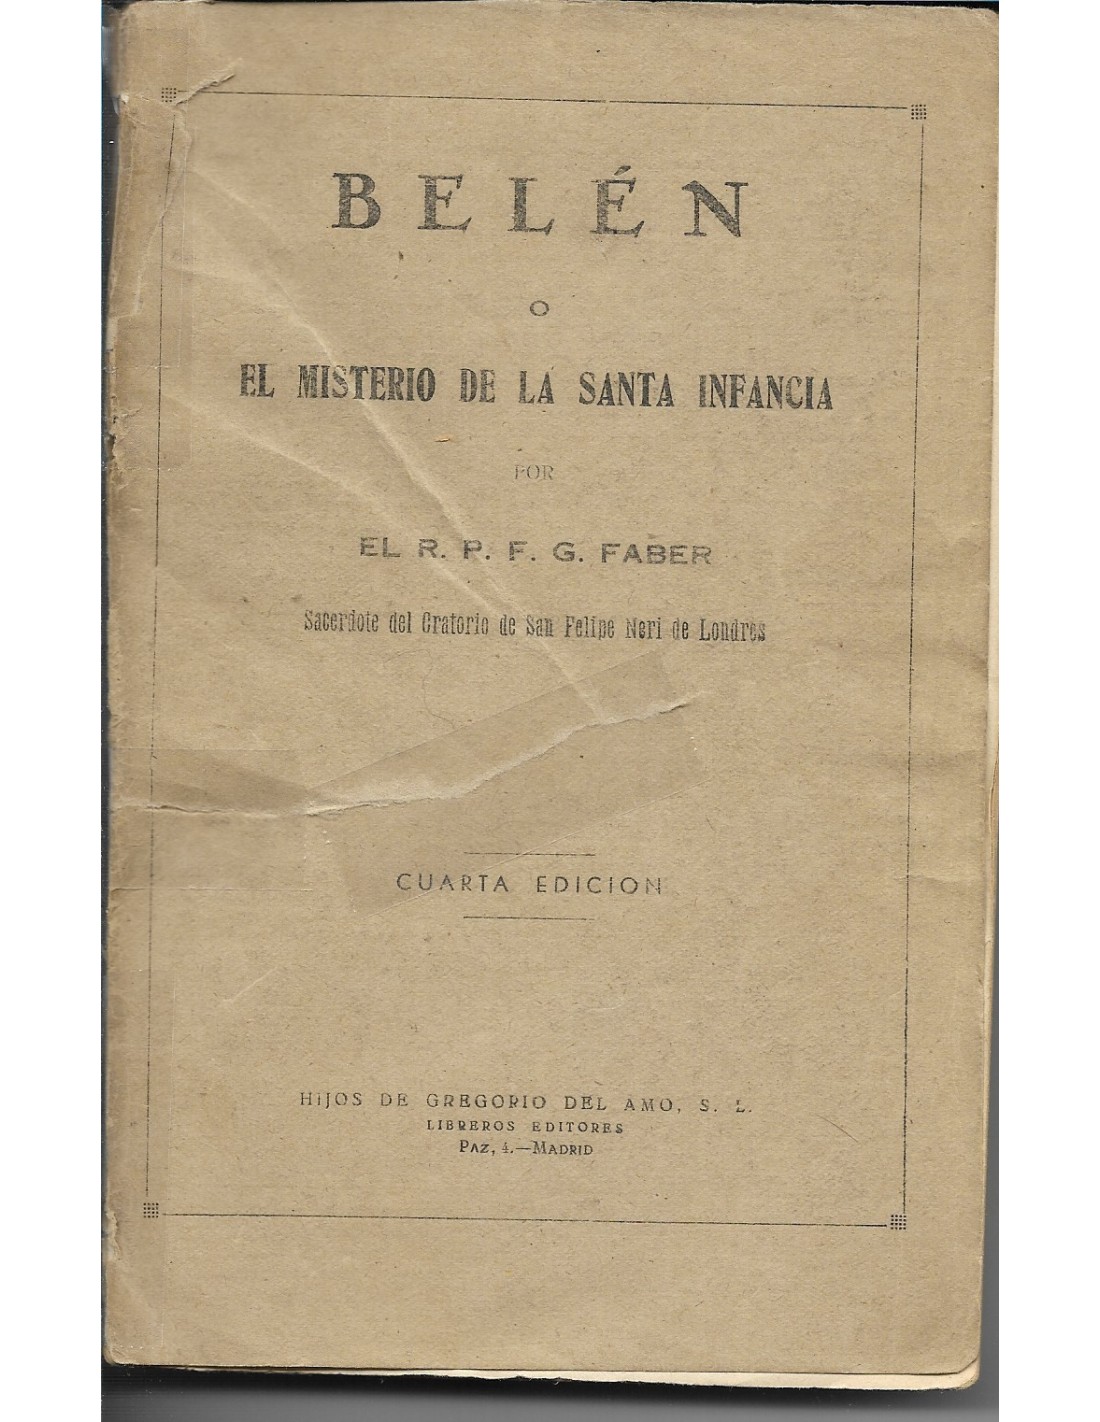 BELÉN
O
EL MISTERIO DE LA SANTA INFANCIA
POR
EL R. P. F. G. FABER
Sacerdote del Oratorio de San Felipe Neri de Londres
CUARTA EDICION
HIJOS DE GREGORIO DEL AMO, S. L.
LIBREROS EDITORES
PAZ, 4.—MADRID